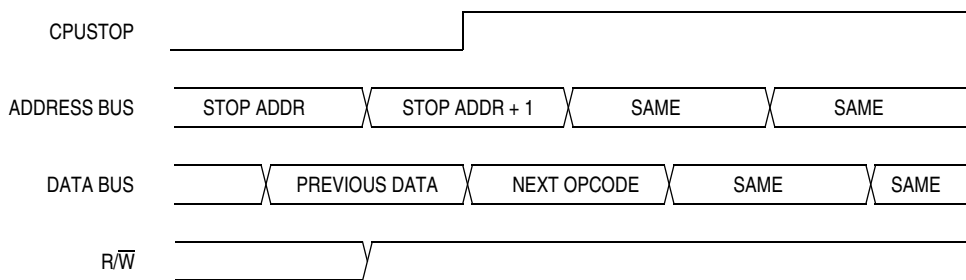 CPUSTOP
ADDRESS BUS STOP ADDR STOP ADDR + 1 SAME SAME
DATA BUS PREVIOUS DATA NEXT OPCODE SAME SAME
R/W̅